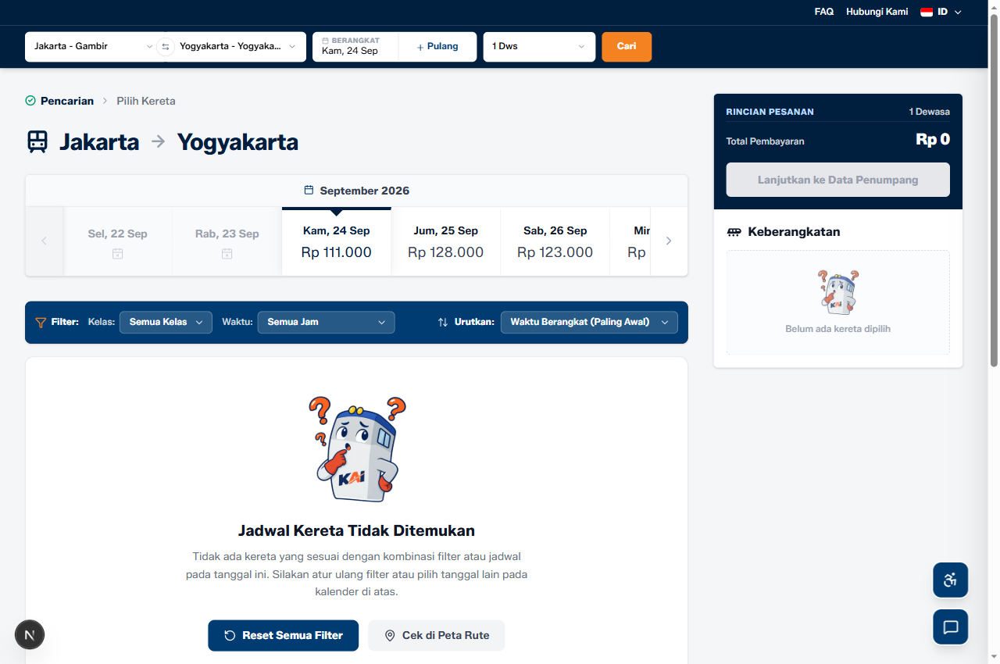 FAQ Hubungi Kami ID
Jakarta - Gambir Yogyakarta - Yogyaka... BERANGKAT Kam, 24 Sep + Pulang 1 Dws Cari
Pencarian > Pilih Kereta
Jakarta → Yogyakarta
September 2026
Sel, 22 Sep
Rab, 23 Sep
Kam, 24 Sep
Rp 111.000
Jum, 25 Sep
Rp 128.000
Sab, 26 Sep
Rp 123.000
Rp
Filter: Kelas: Semua Kelas Waktu: Semua Jam Urutkan: Waktu Berangkat (Paling Awal)
KAI
Jadwal Kereta Tidak Ditemukan
Tidak ada kereta yang sesuai dengan kombinasi filter atau jadwal
pada tanggal ini. Silakan atur ulang filter atau pilih tanggal lain pada
kalender di atas.
Reset Semua Filter Cek di Peta Rute
RINCIAN PESANAN 1 Dewasa
Total Pembayaran Rp 0
Lanjutkan ke Data Penumpang
Keberangkatan
KAI
Belum ada kereta dipilih
N